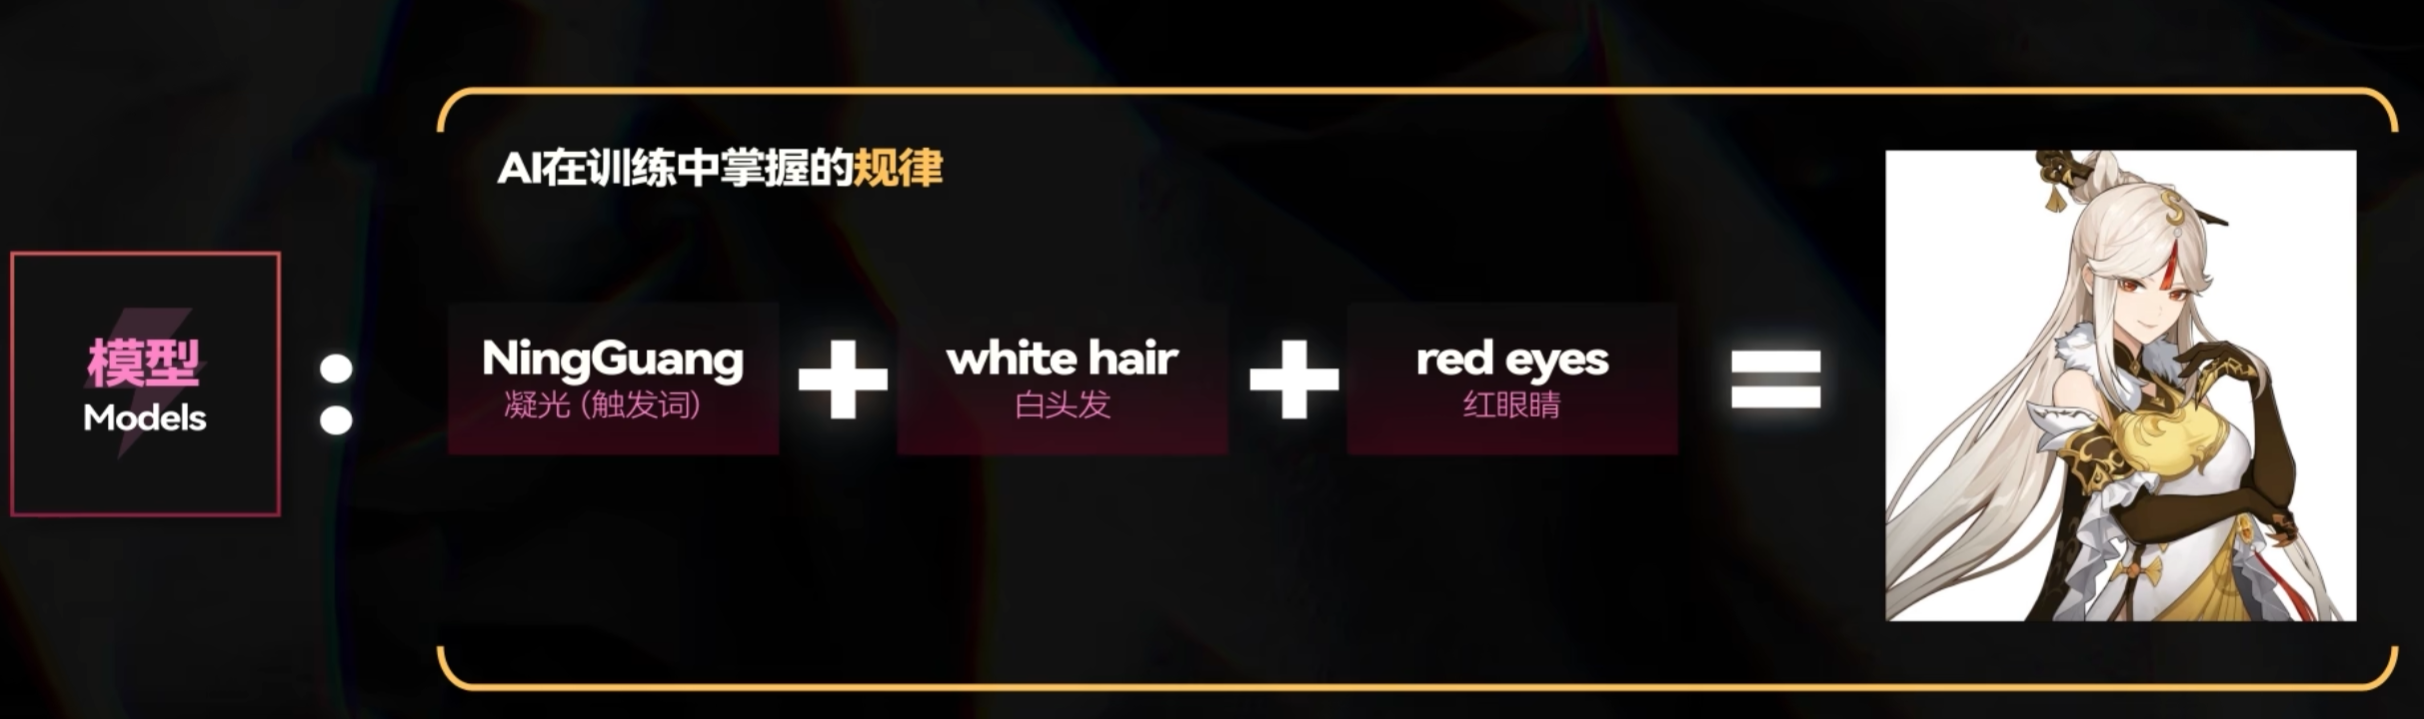 AI在训练中掌握的规律
模型
Models
:
NingGuang
凝光 (触发词)
+
white hair
白头发
+
red eyes
红眼睛
=